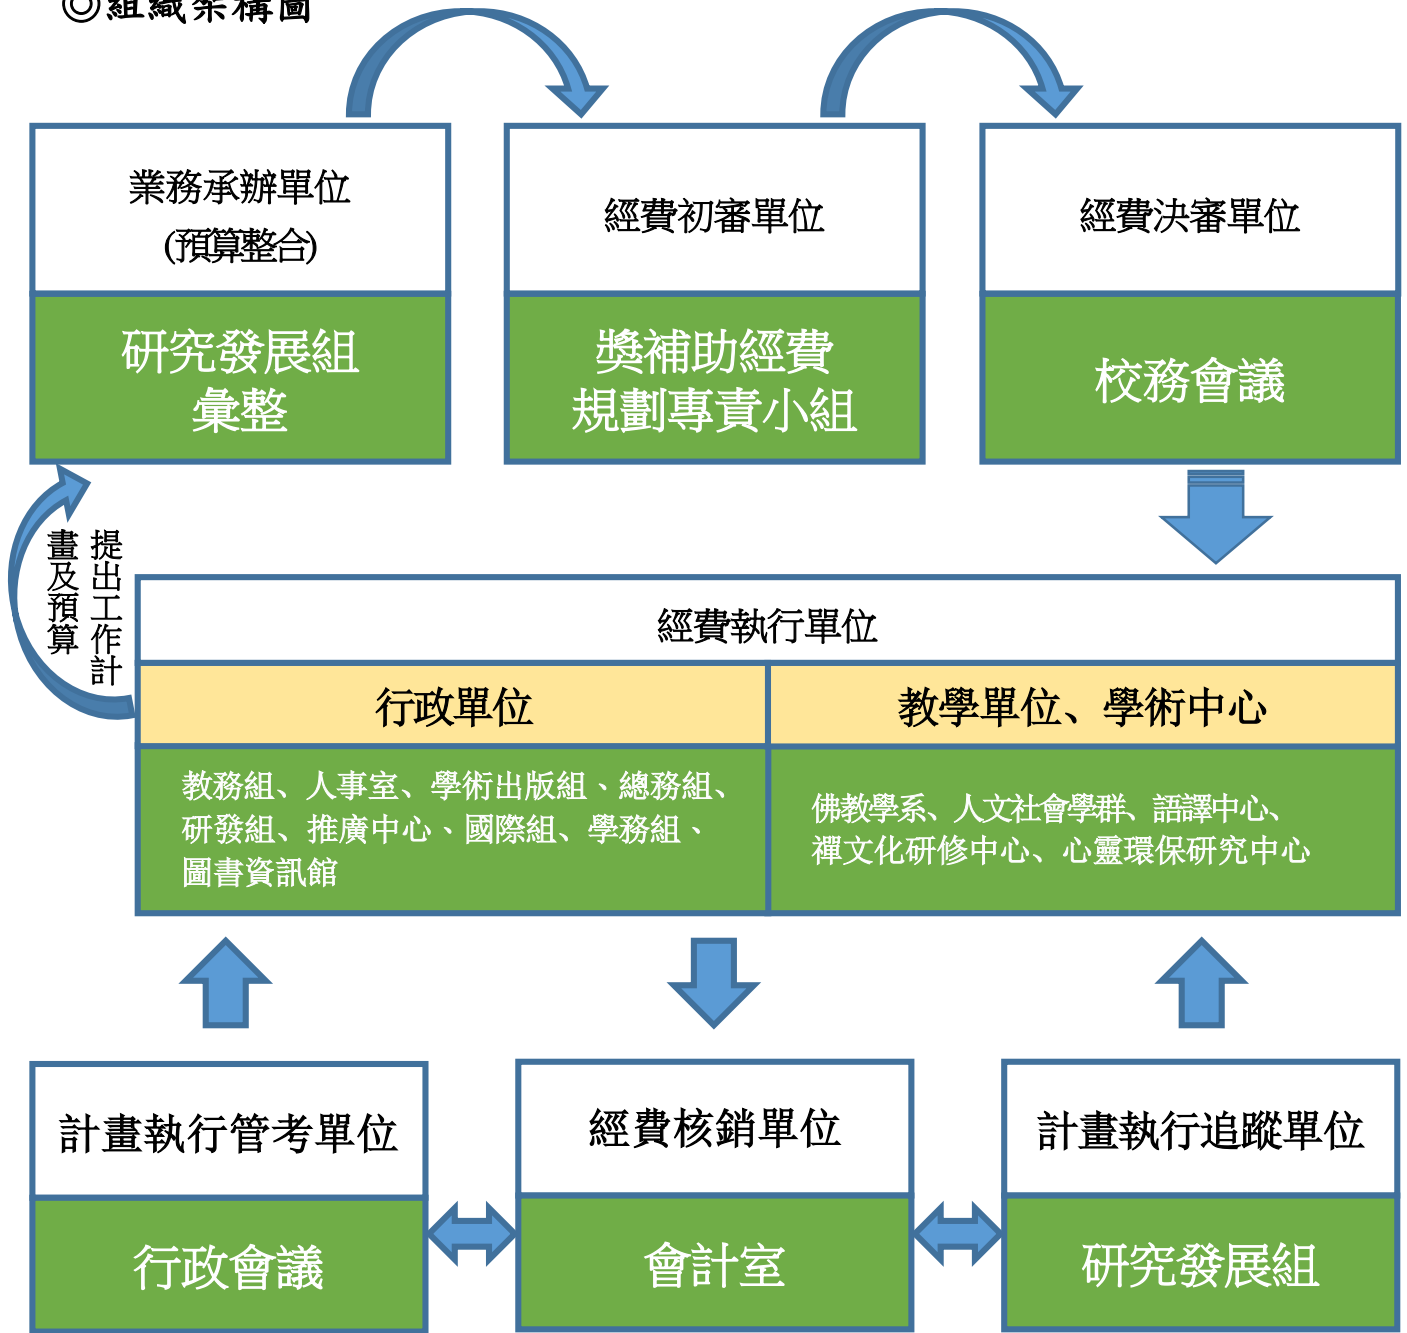 ◎組織架構圖
業務承辦單位
(預算整合)
研究發展組
彙整
經費初審單位
獎補助經費
規劃專責小組
經費決審單位
校務會議
提出工作計
畫及預算
經費執行單位
行政單位
教學單位、學術中心
教務組、人事室、學術出版組、總務組、
研發組、推廣中心、國際組、學務組、
圖書資訊館
佛教學系、人文社會學群、語譯中心、
禪文化研修中心、心靈環保研究中心
計畫執行管考單位
行政會議
經費核銷單位
會計室
計畫執行追蹤單位
研究發展組